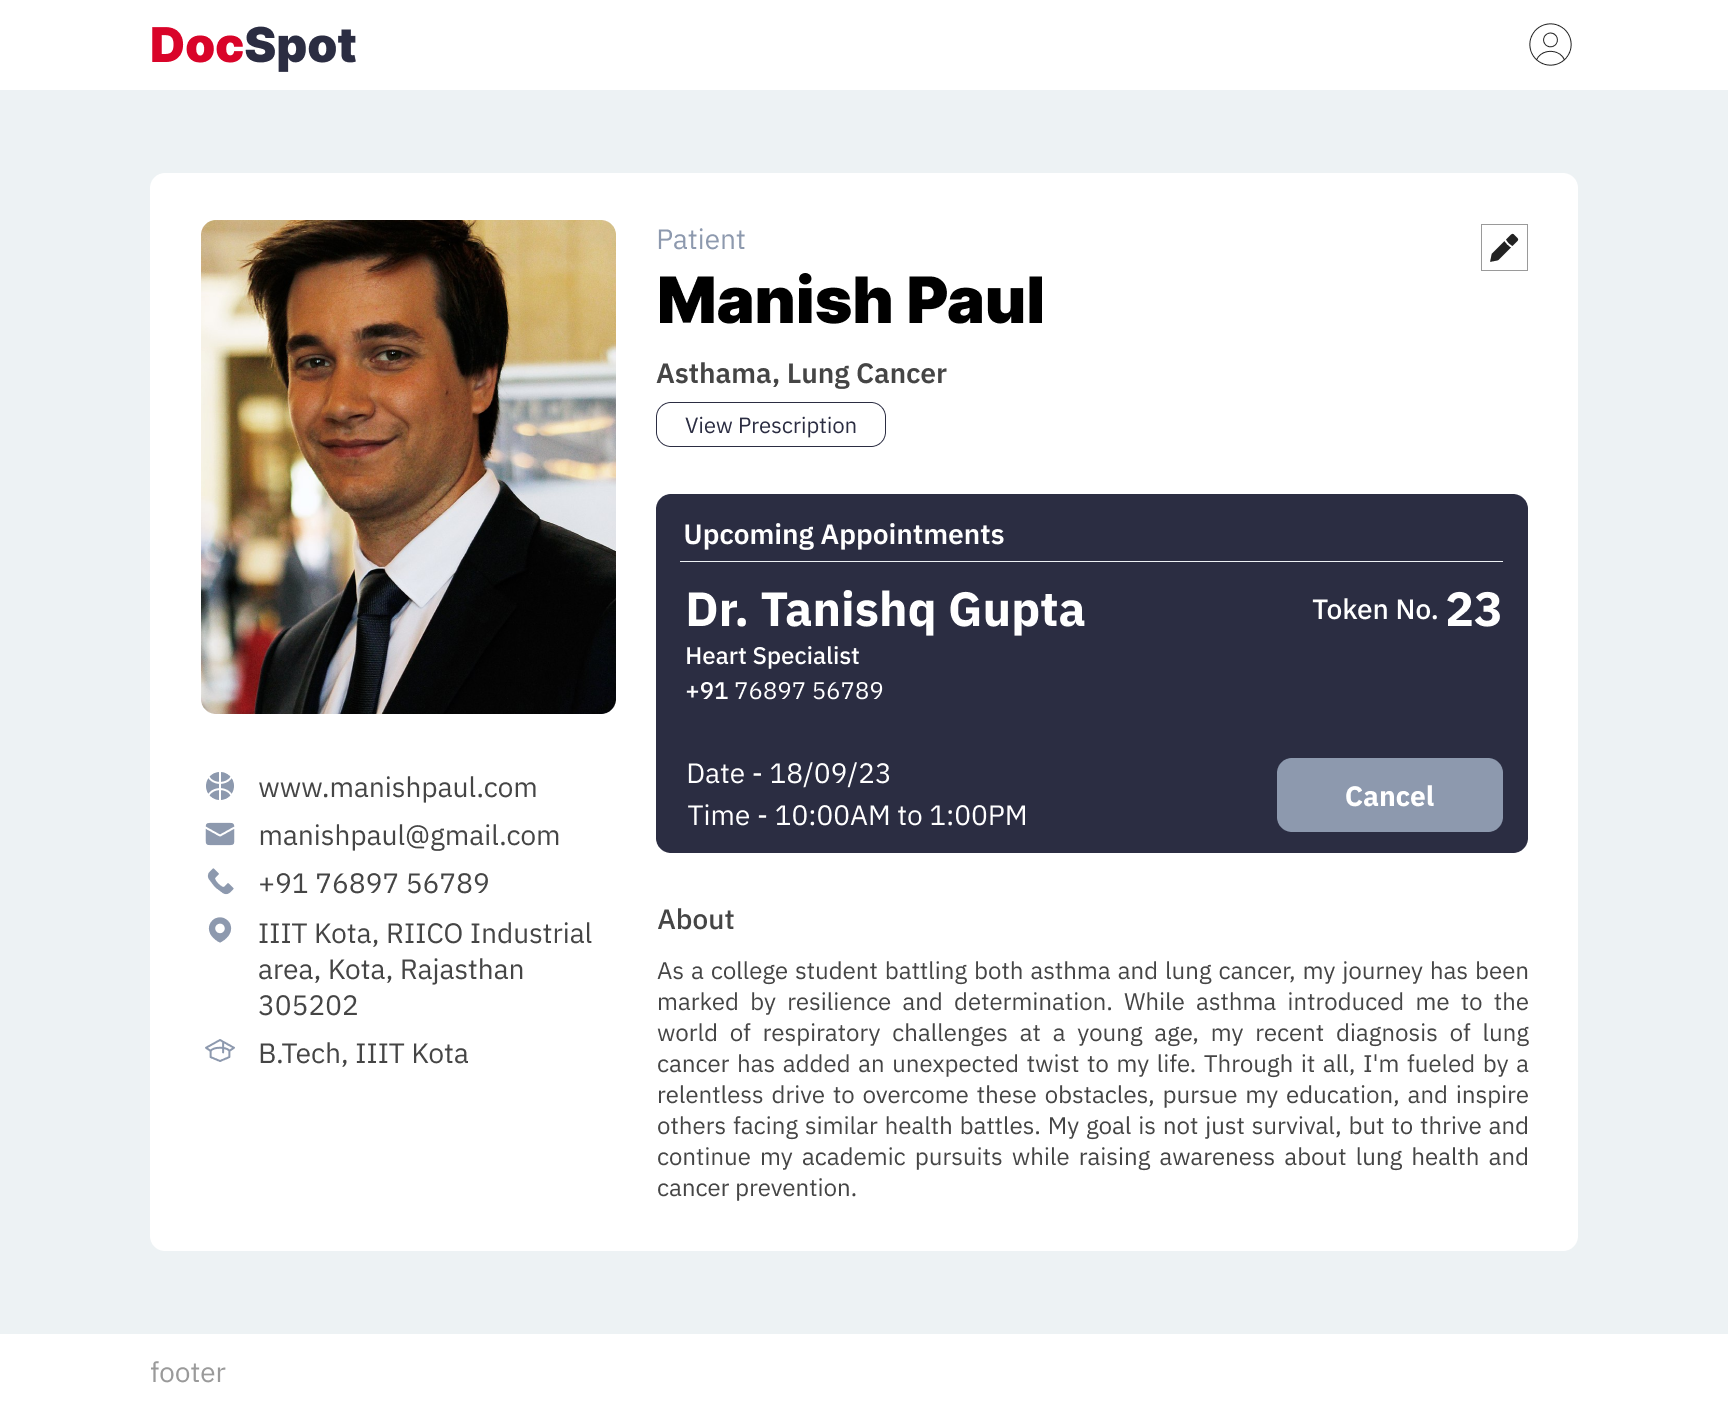 DocSpot
Patient
Manish Paul
Asthama, Lung Cancer
View Prescription
Upcoming Appointments
Dr. Tanishq Gupta
Token No. 23
Heart Specialist
+91 76897 56789
Date - 18/09/23
Time - 10:00AM to 1:00PM
Cancel
www.manishpaul.com
manishpaul@gmail.com
+91 76897 56789
IIIT Kota, RIICO Industrial
area, Kota, Rajasthan
305202
B.Tech, IIIT Kota
About
As a college student battling both asthma and lung cancer, my journey has been
marked by resilience and determination. While asthma introduced me to the
world of respiratory challenges at a young age, my recent diagnosis of lung
cancer has added an unexpected twist to my life. Through it all, I'm fueled by a
relentless drive to overcome these obstacles, pursue my education, and inspire
others facing similar health battles. My goal is not just survival, but to thrive and
continue my academic pursuits while raising awareness about lung health and
cancer prevention.
footer